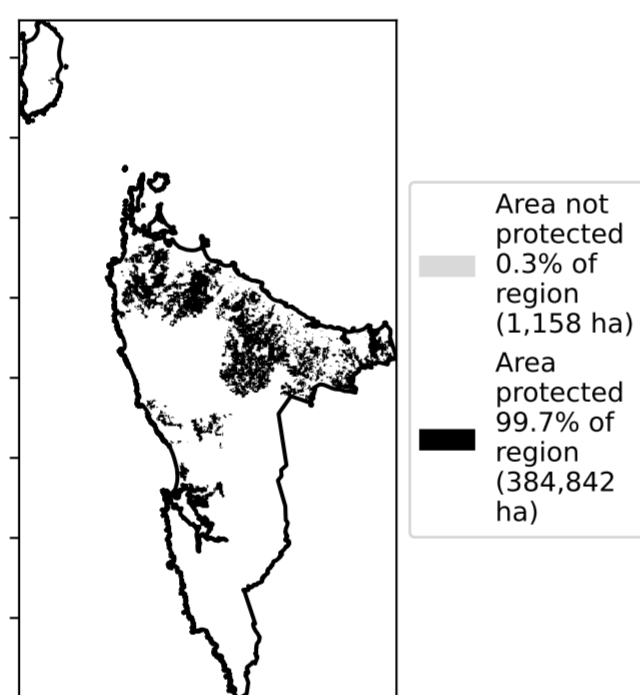 Area not
protected
0.3% of
region
(1,158 ha)
Area
protected
99.7% of
region
(384,842
ha)